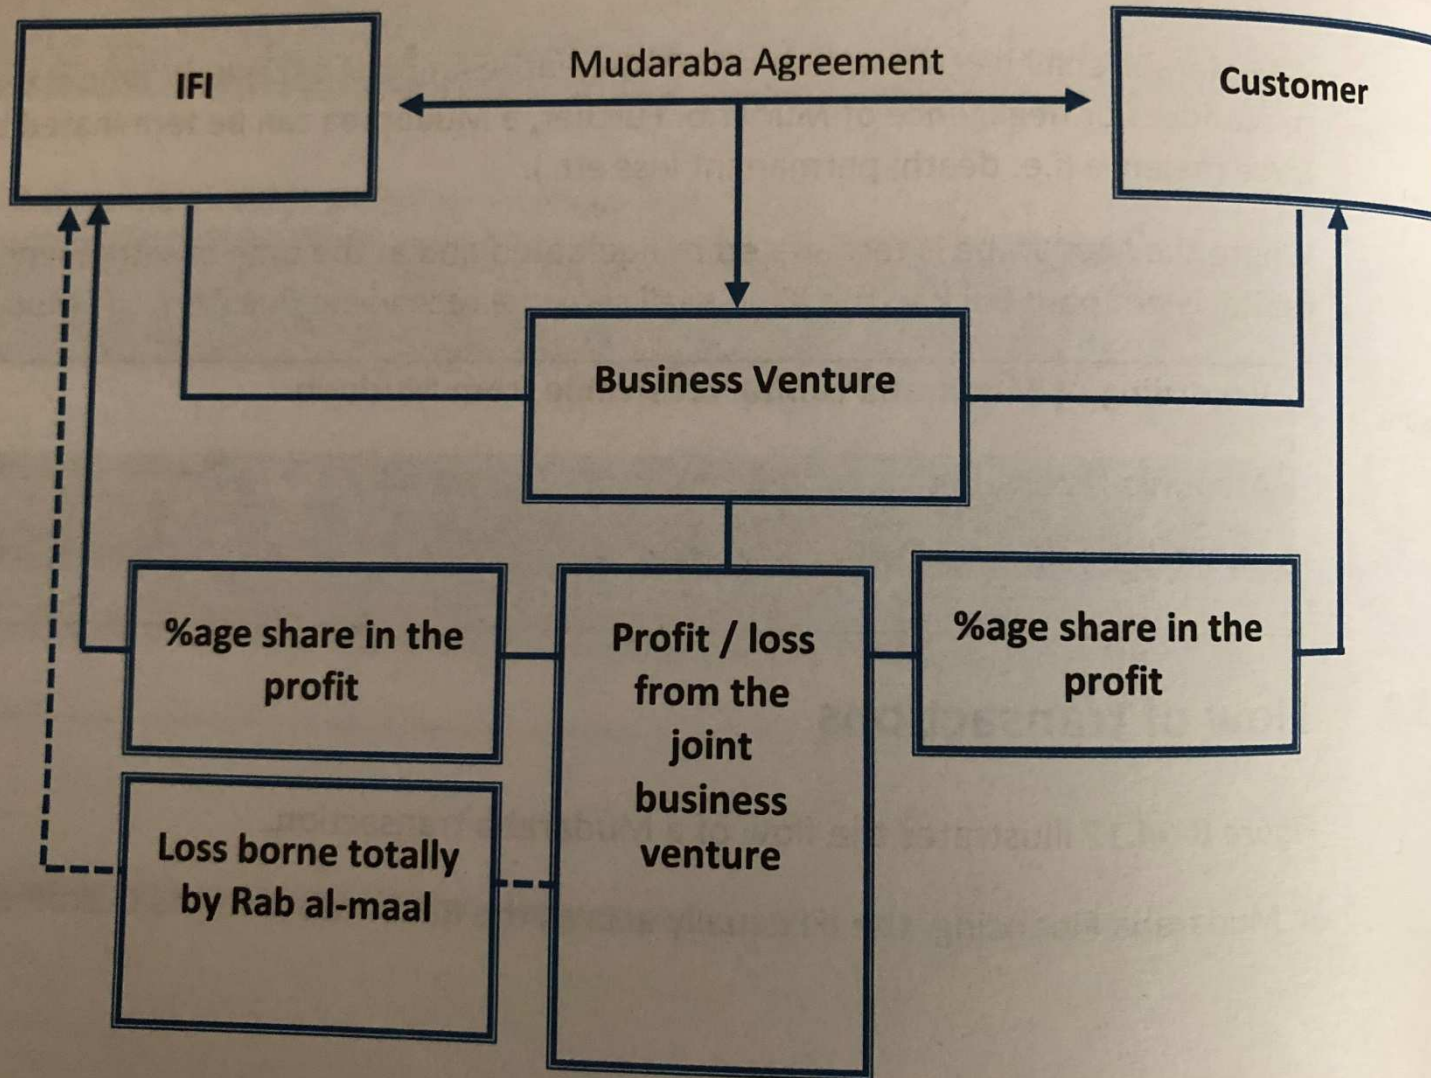 IFI
Mudaraba Agreement
Customer
Business Venture
%age share in the
profit
Profit / loss
from the
joint
business
venture
%age share in the
profit
Loss borne totally
by Rab al-maal